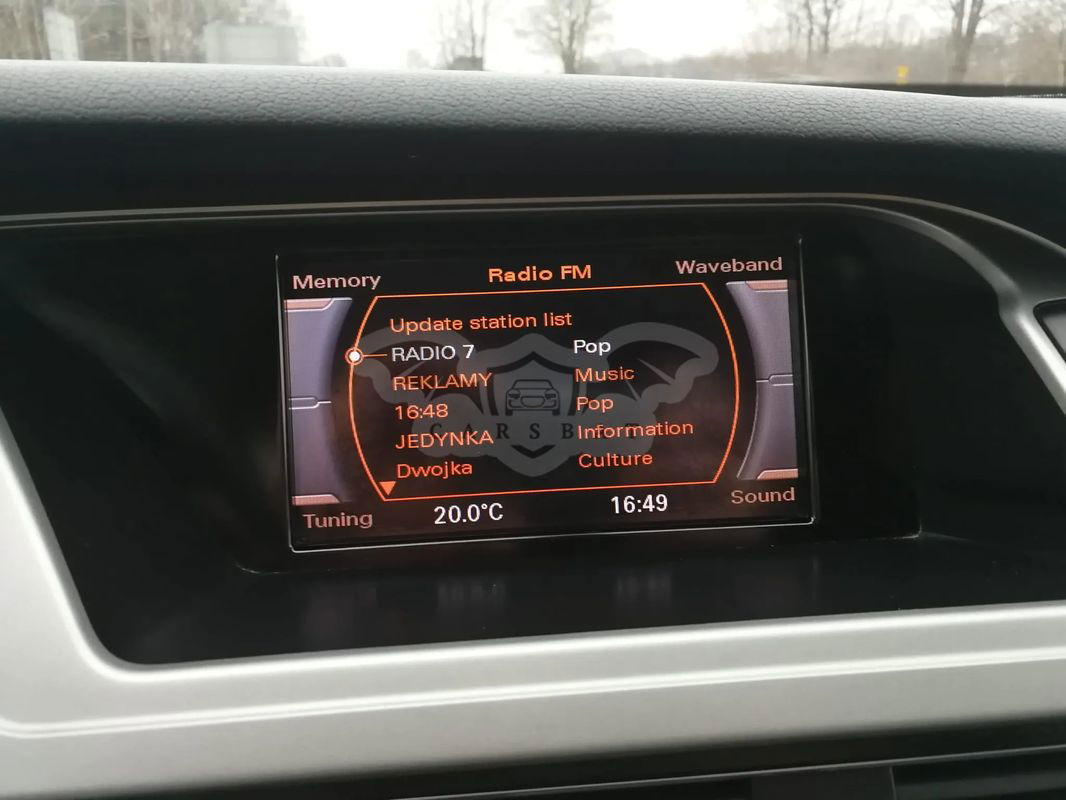 Memory Radio FM Waveband
Update station list
RADIO 7 Pop
REKLAMY Music
16:48 Pop
JEDYNKA Information
Dwojka Culture
Tuning 20.0°C 16:49 Sound